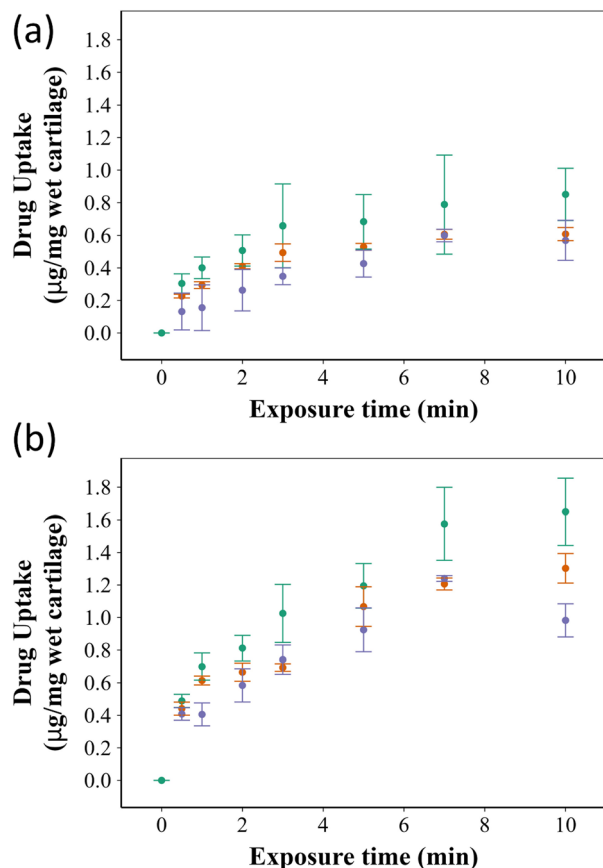 (a)
Drug Uptake
(μg/mg wet cartilage)
1.8
1.6
1.4
1.2
1.0
0.8
0.6
0.4
0.2
0.0
0 2 4 6 8 10
Exposure time (min)
(b)
Drug Uptake
(μg/mg wet cartilage)
1.8
1.6
1.4
1.2
1.0
0.8
0.6
0.4
0.2
0.0
0 2 4 6 8 10
Exposure time (min)